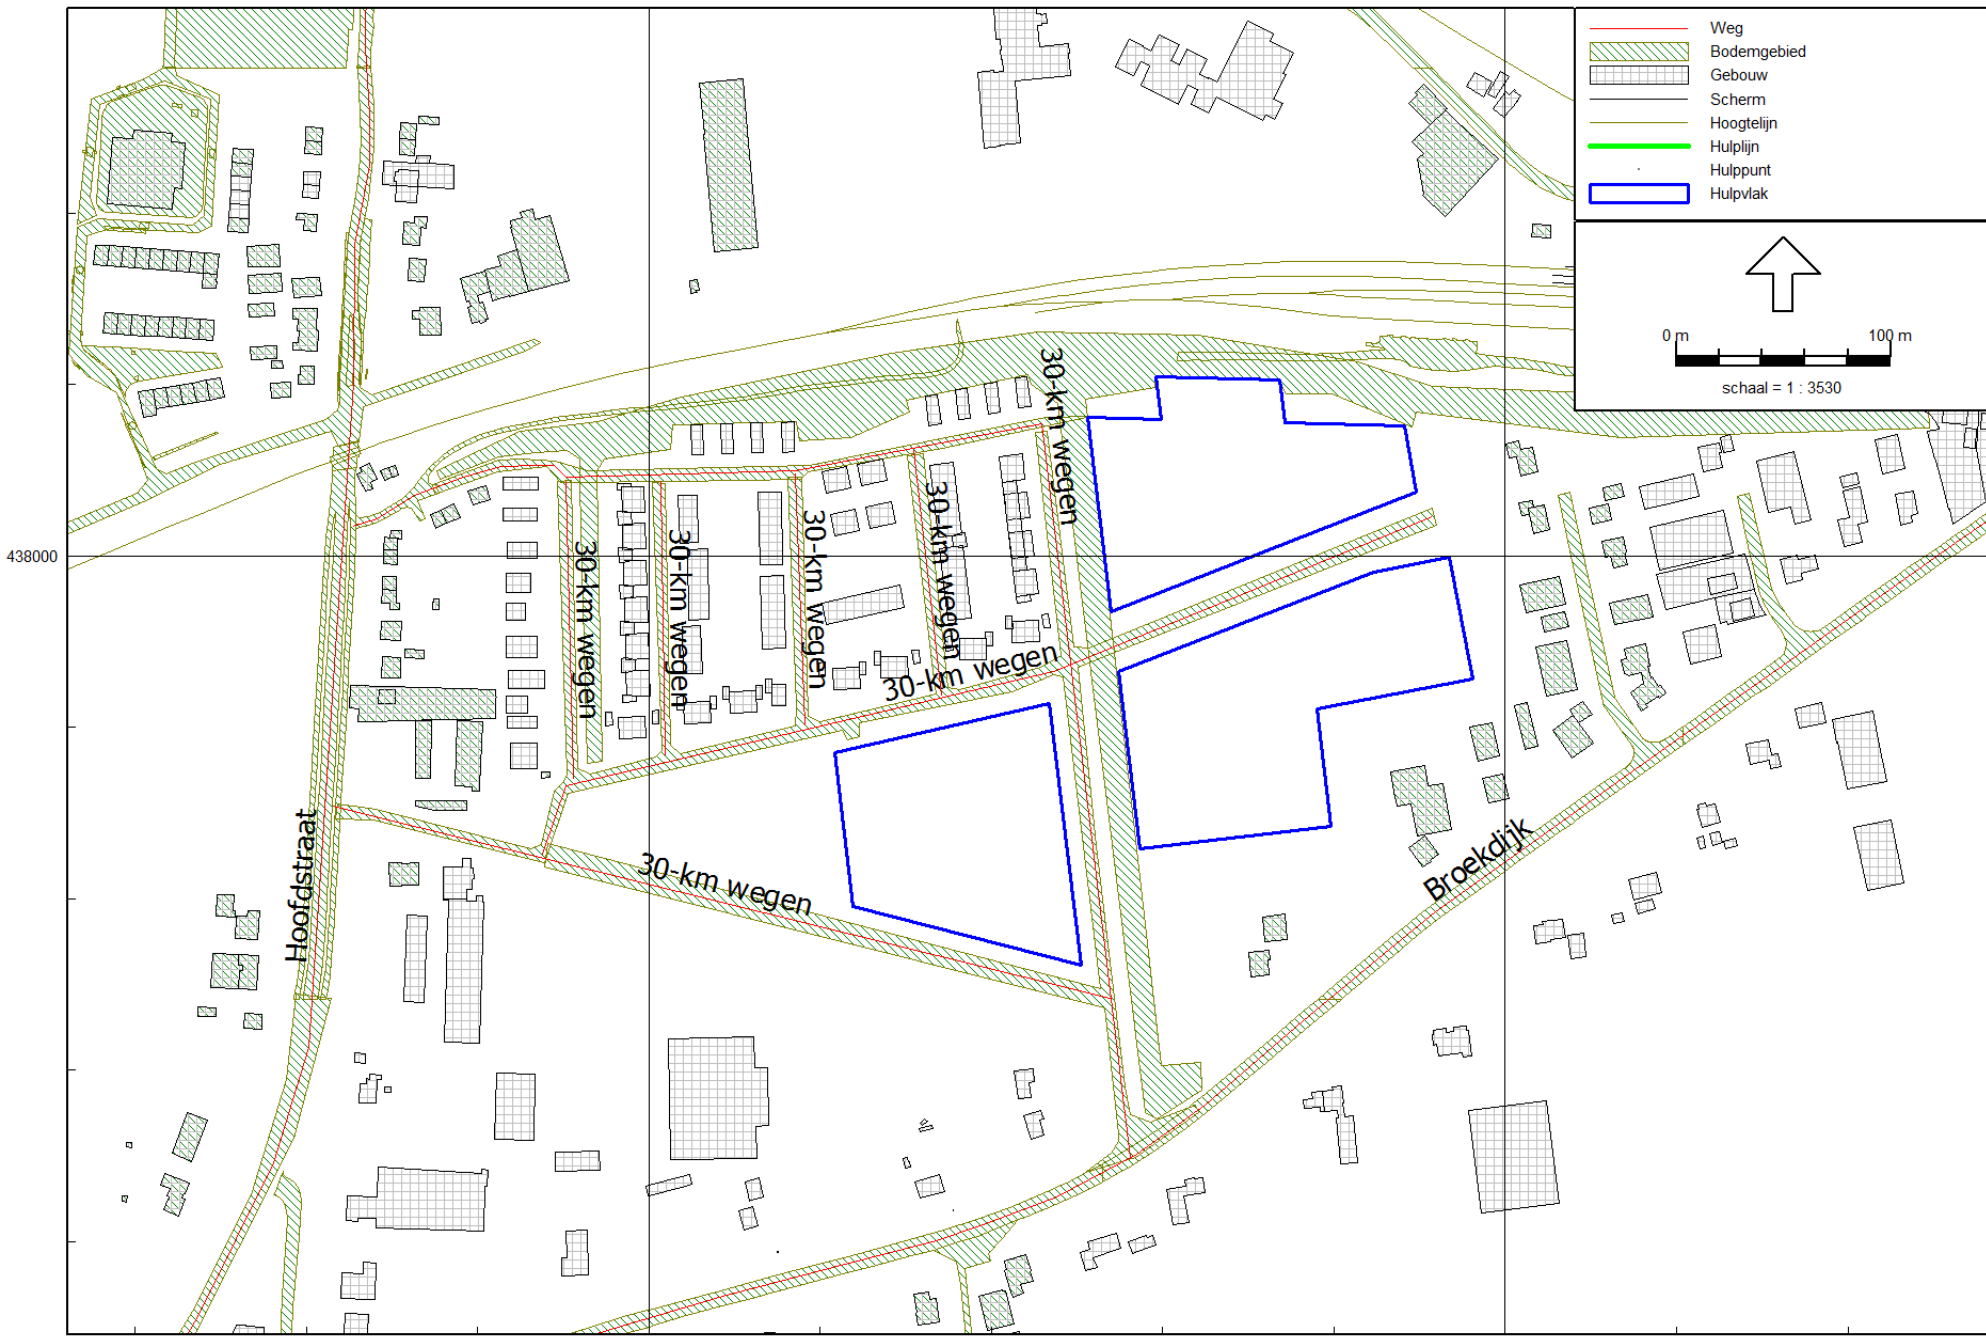 Weg
Bodemgebied
Gebouw
Scherm
Hoogtelijn
Hulplijn
Hulppunt
Hulpvlak
0 m 100 m
schaal = 1 : 3530
438000
30-km wegen
30-km wegen
30-km wegen
30-km wegen
30-km wegen
30-km wegen
30-km wegen
Hoofdstraat
Broekdijk